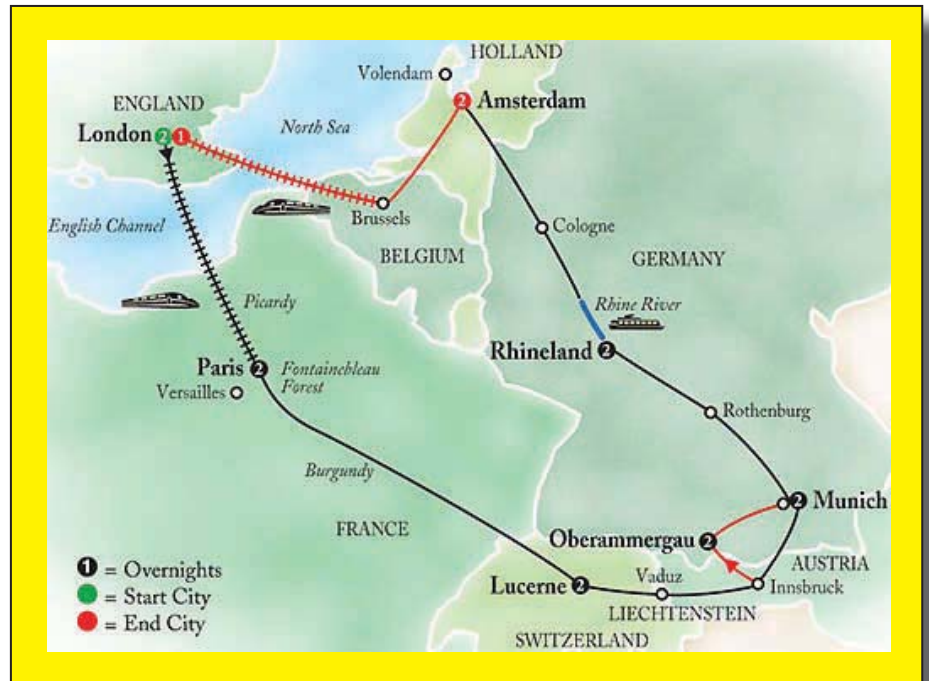 HOLLAND
Volendam
2 Amsterdam
ENGLAND
London 2 1
North Sea
Brussels
English Channel
Cologne
BELGIUM
GERMANY
Picardy
Rhine River
Rhineland 2
Paris 2
Fontainebleau
Forest
Versailles
Rothenburg
Burgundy
2 Munich
FRANCE
Oberammergau 2
AUSTRIA
1 = Overnights
= Start City
= End City
Lucerne 2
Vaduz
Innsbruck
LIECHTENSTEIN
SWITZERLAND